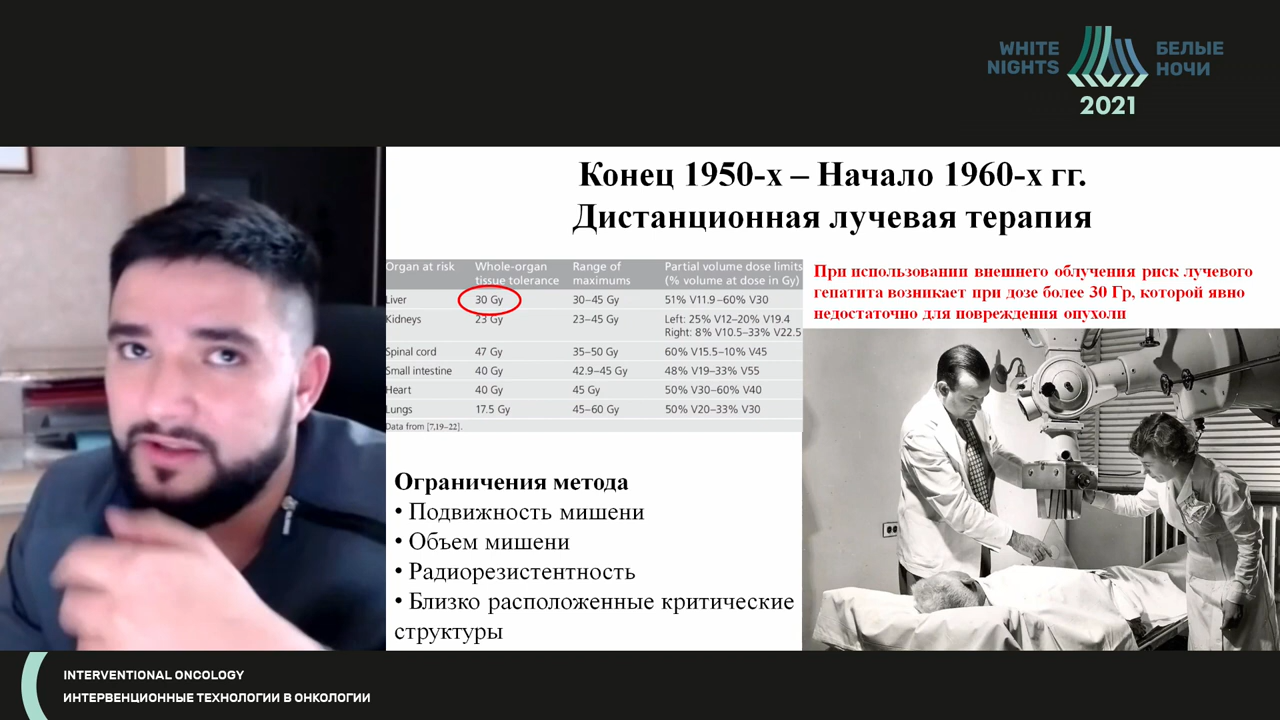 WHITE
NIGHTS
БЕЛЫЕ
НОЧИ
2021
Конец 1950-х – Начало 1960-х гг.
Дистанционная лучевая терапия
Organ at risk Whole-organ tissue tolerance Range of maximums Partial volume dose limits (% volume at dose in Gy)
Liver 30 Gy 30–45 Gy 51% V11.9–60% V30
Kidneys 23 Gy 23–45 Gy Left: 25% V12–20% V19.4
Right: 8% V10.5–33% V22.5
Spinal cord 47 Gy 35–50 Gy 60% V15.5–10% V45
Small intestine 40 Gy 42.9–45 Gy 48% V19–33% V55
Heart 40 Gy 45 Gy 50% V30–60% V40
Lungs 17.5 Gy 45–60 Gy 50% V20–33% V30
Data from [7,19–22].
При использовании внешнего облучения риск лучевого
гепатита возникает при дозе более 30 Гр, которой явно
недостаточно для повреждения опухоли
Ограничения метода
• Подвижность мишени
• Объем мишени
• Радиорезистентность
• Близко расположенные критические
структуры
INTERVENTIONAL ONCOLOGY
ИНТЕРВЕНЦИОННЫЕ ТЕХНОЛОГИИ В ОНКОЛОГИИ